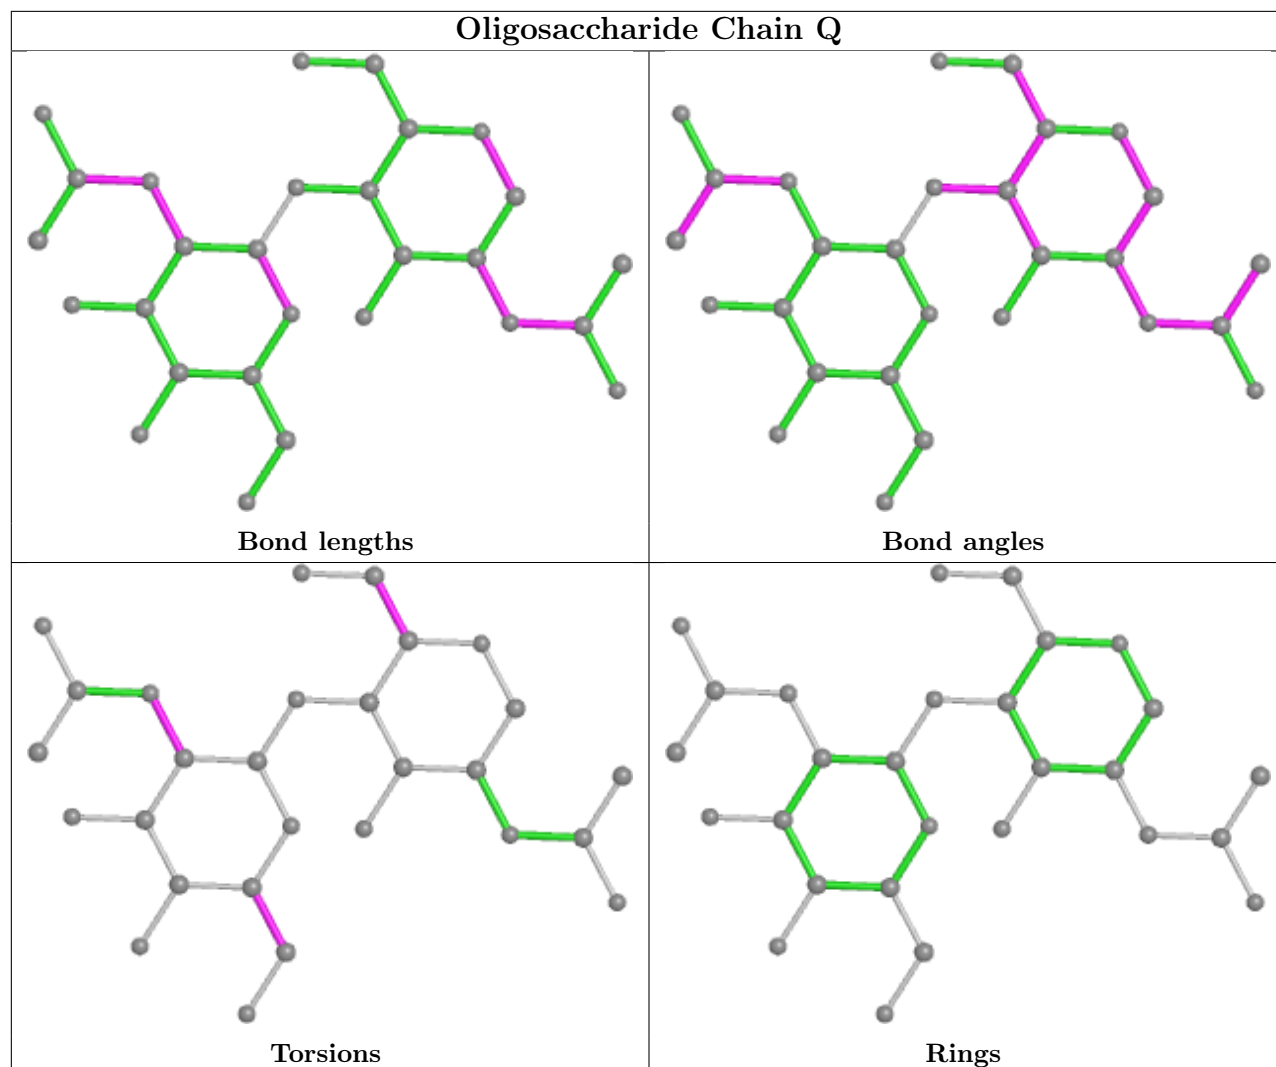 Oligosaccharide Chain Q
Bond lengths
Bond angles
Torsions
Rings